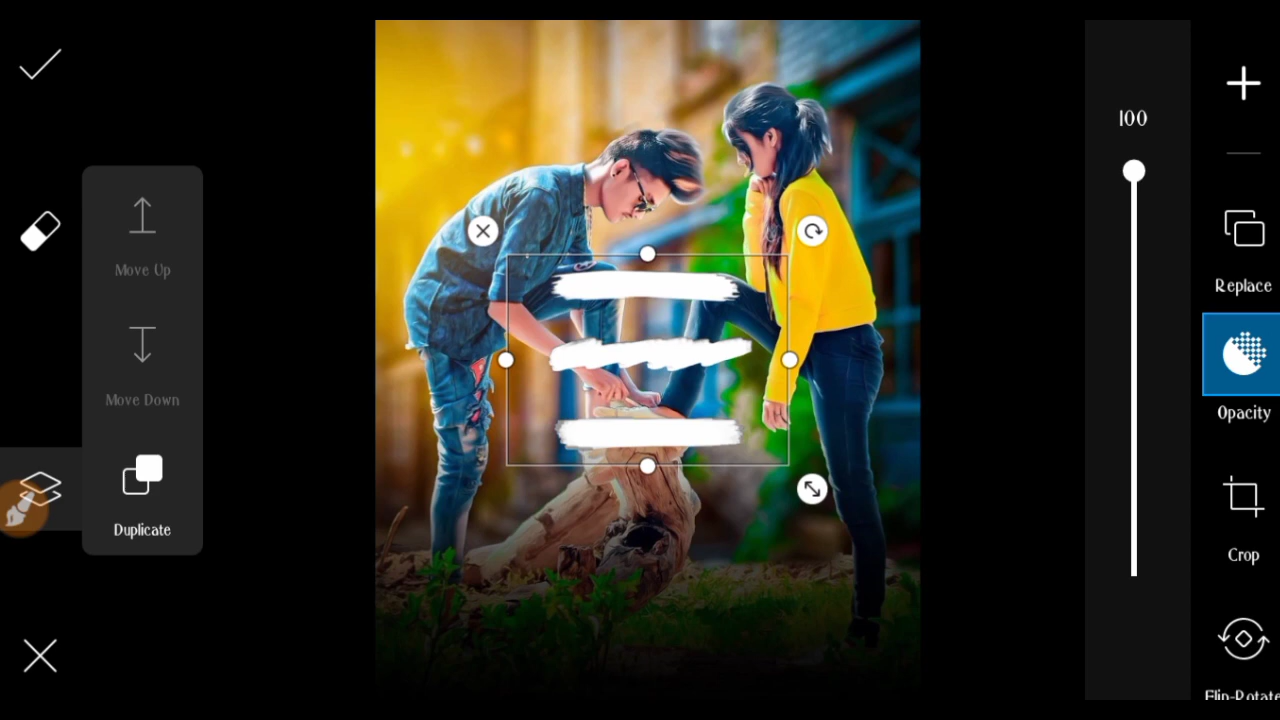 100
Move Up
Replace
Move Down
Opacity
Duplicate
Crop
Flip-Rotate